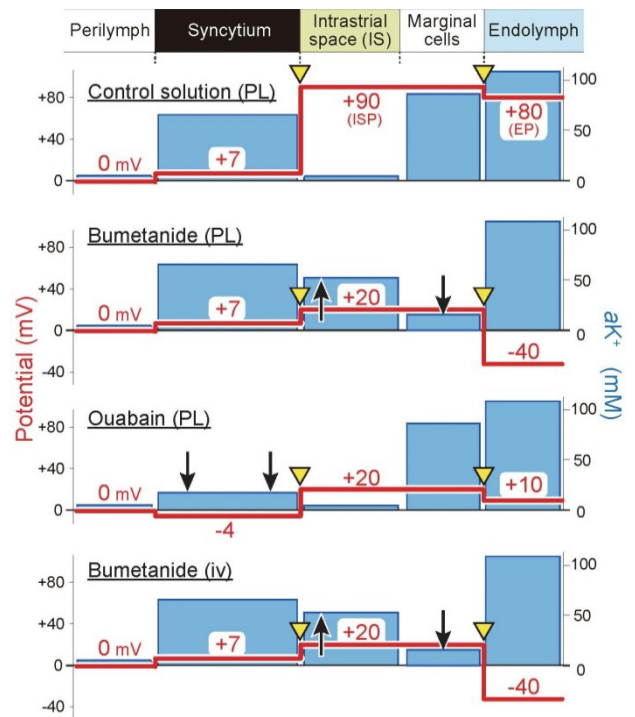 Perilymph Syncytium Intrastrial space (IS) Marginal cells Endolymph
Control solution (PL)
+80
+40
0
0 mV
+7
+90
(ISP)
+80
(EP)
100
50
0
Bumetanide (PL)
+80
+40
0
-40
0 mV
+7
+20
-40
100
50
0
Ouabain (PL)
+80
+40
0
0 mV
-4
+20
+10
100
50
0
Bumetanide (iv)
+80
+40
0
-40
0 mV
+7
+20
-40
100
50
0
Potential (mV)
aK+ (mM)